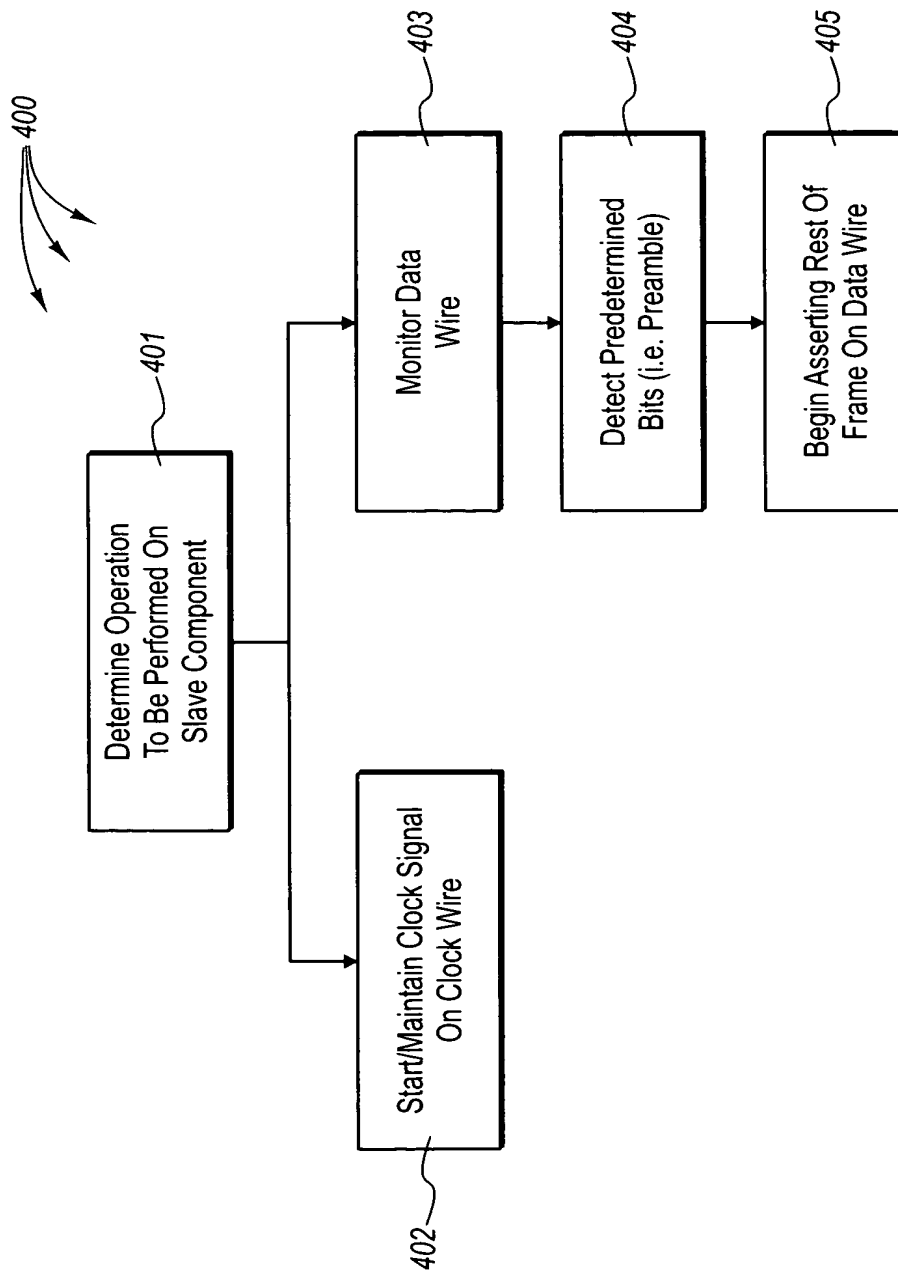 400
401
Determine Operation
To Be Performed On
Slave Component
402
Start/Maintain Clock Signal
On Clock Wire
403
Monitor Data
Wire
404
Detect Predetermined
Bits (i.e. Preamble)
405
Begin Asserting Rest Of
Frame On Data Wire